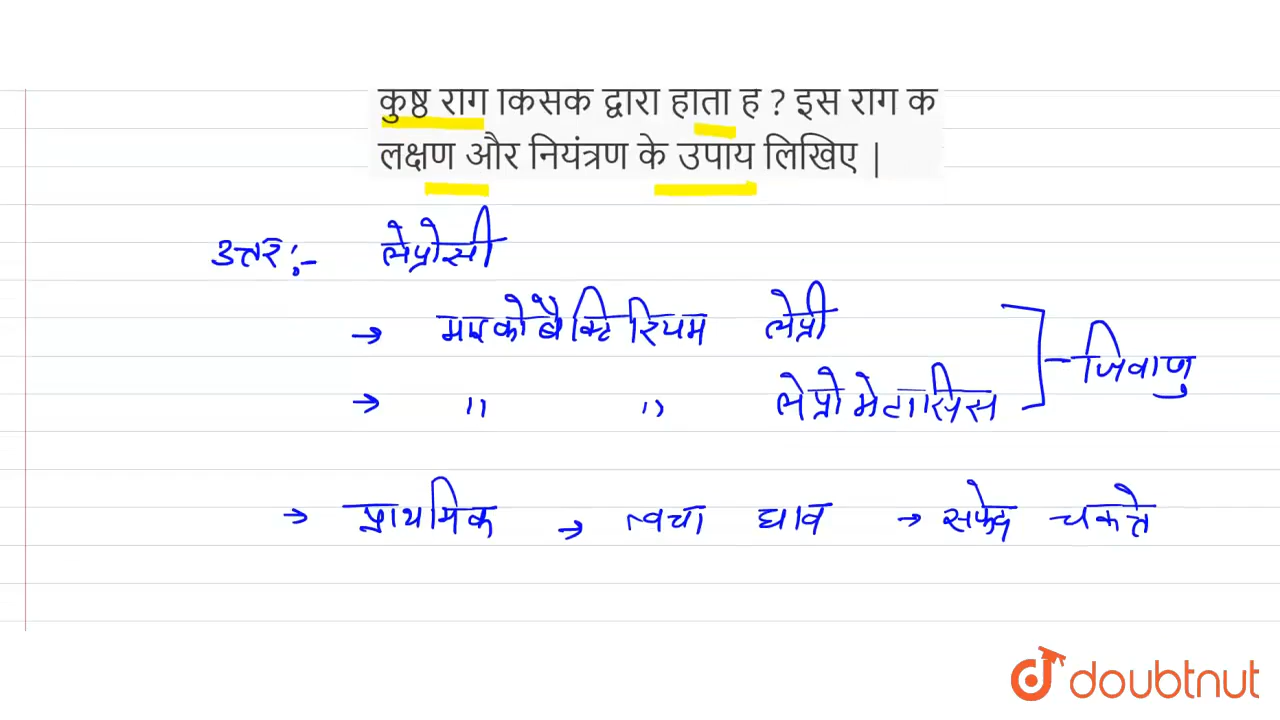 कुष्ठ रोग किसके द्वारा होता है ? इस रोग के
लक्षण और नियंत्रण के उपाय लिखिए |
उत्तर:- लेप्रोसी
→ माइकोबैक्टिरियम लेप्री
→ " " लेप्रोमेटासिस ] - जिवाणु
→ प्राथमिक → त्वचा घाव → सफेद चकत्ते
doubtnut